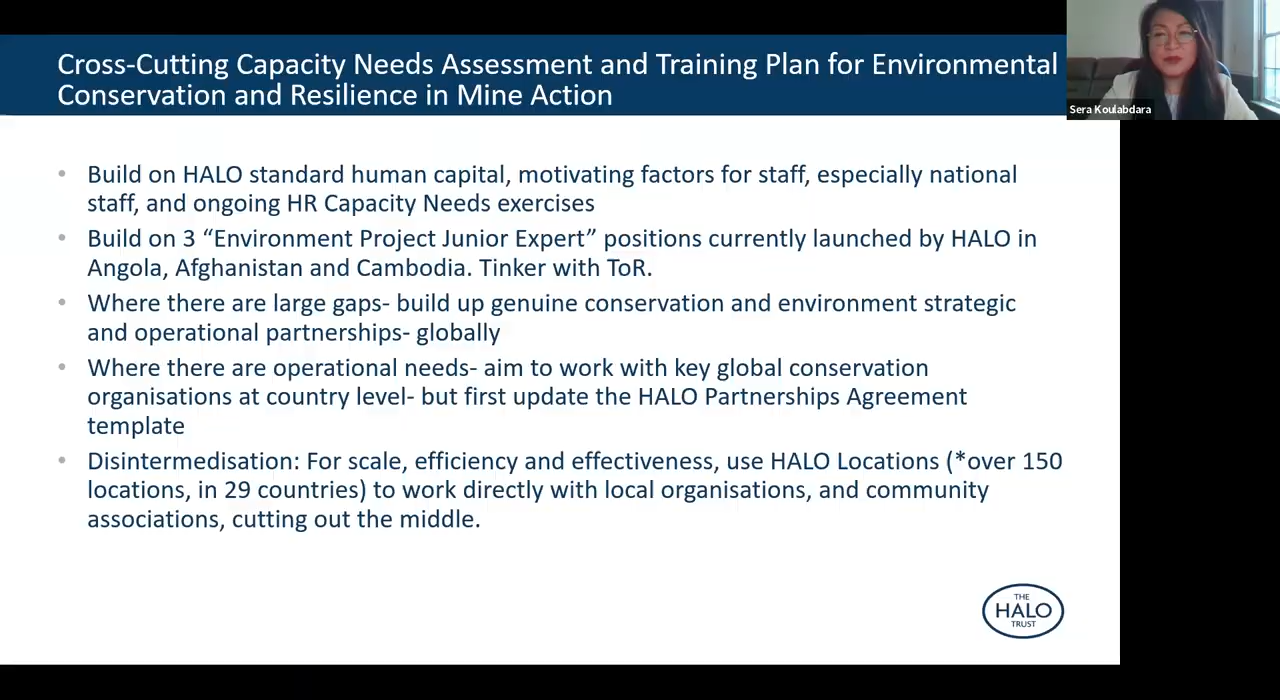 Cross-Cutting Capacity Needs Assessment and Training Plan for Environmental
Conservation and Resilience in Mine Action
Sera Koulabdara
• Build on HALO standard human capital, motivating factors for staff, especially national
staff, and ongoing HR Capacity Needs exercises
• Build on 3 “Environment Project Junior Expert” positions currently launched by HALO in
Angola, Afghanistan and Cambodia. Tinker with ToR.
• Where there are large gaps- build up genuine conservation and environment strategic
and operational partnerships- globally
• Where there are operational needs- aim to work with key global conservation
organisations at country level- but first update the HALO Partnerships Agreement
template
• Disintermedisation: For scale, efficiency and effectiveness, use HALO Locations (*over 150
locations, in 29 countries) to work directly with local organisations, and community
associations, cutting out the middle.
THE
HALO
TRUST